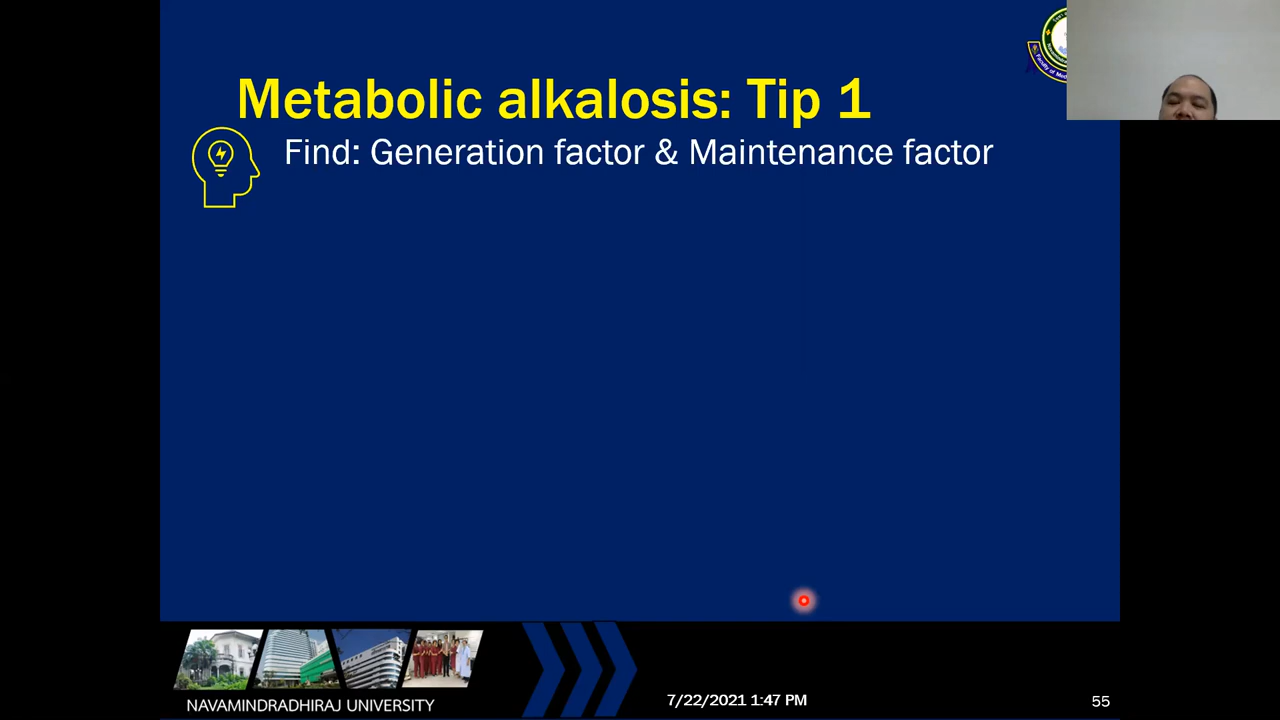 Metabolic alkalosis: Tip 1
Find: Generation factor & Maintenance factor
NAVAMINDRADHIRAJ UNIVERSITY
7/22/2021 1:47 PM
55